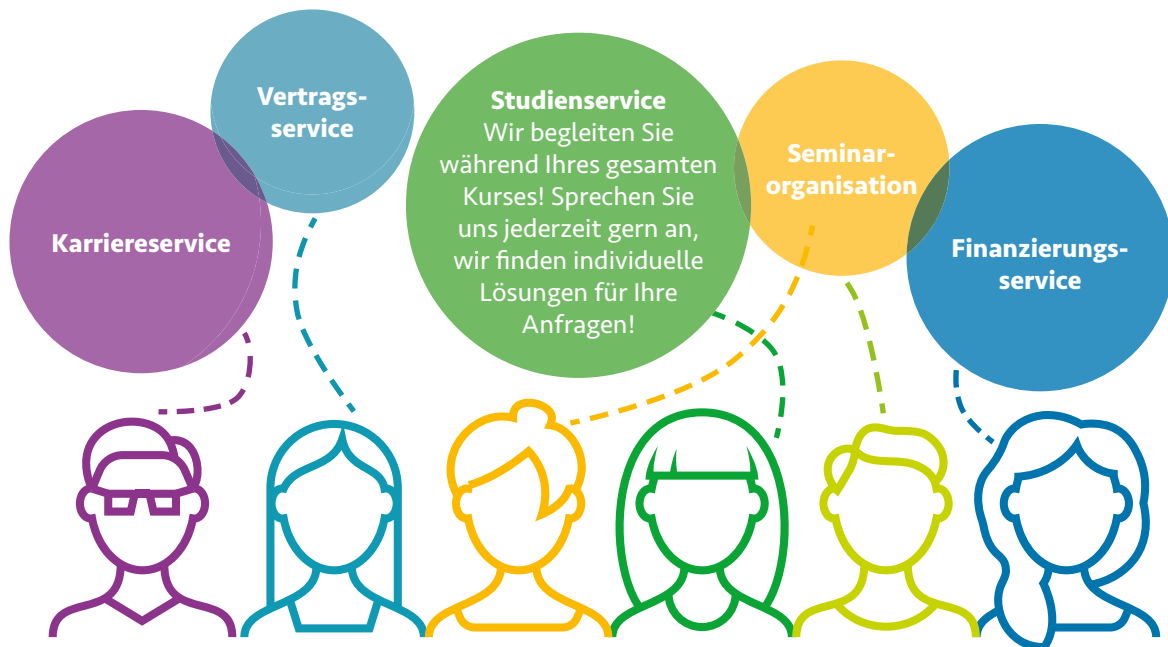 Karriereservice
Vertrags-
service
Studienservice
Wir begleiten Sie
während Ihres gesamten
Kurses! Sprechen Sie
uns jederzeit gern an,
wir finden individuelle
Lösungen für Ihre
Anfragen!
Seminar-
organisation
Finanzierungs-
service